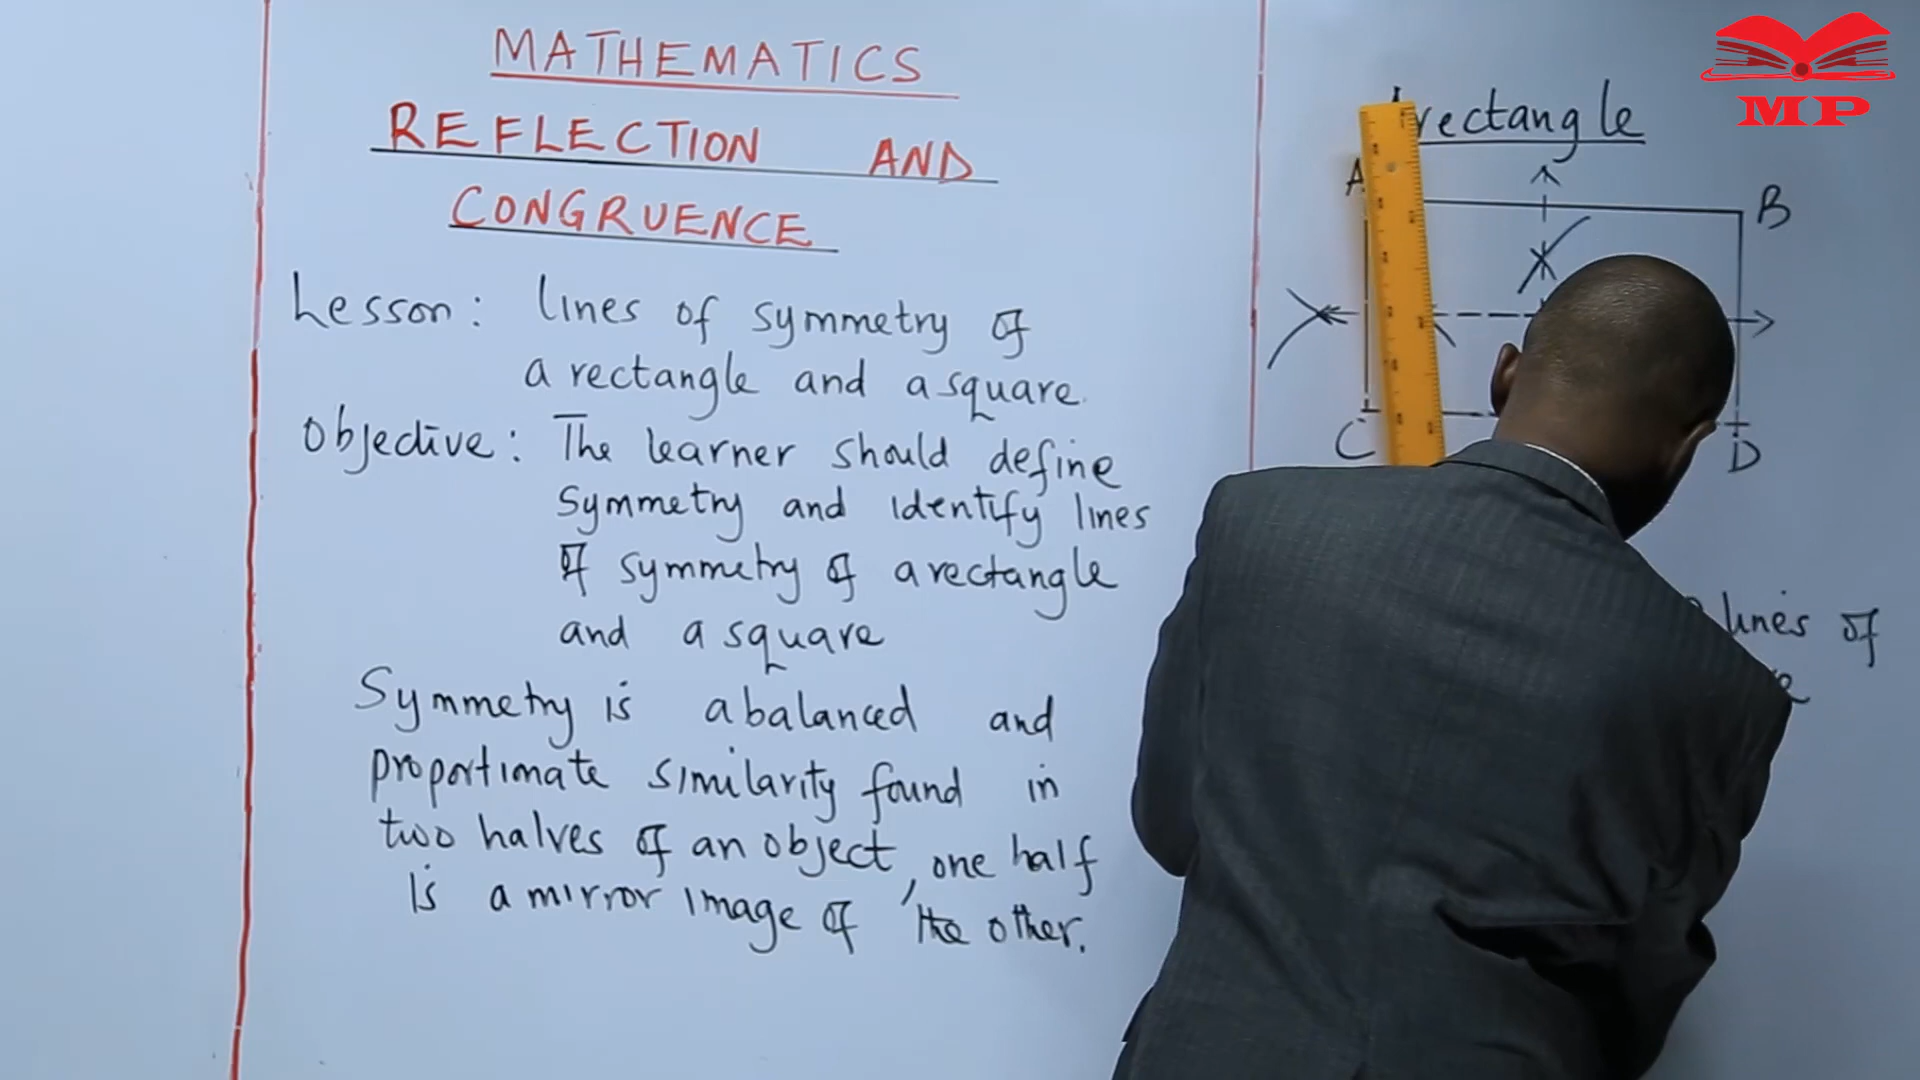 MATHEMATICS
REFLECTION AND
CONGRUENCE
Lesson: lines of symmetry of
a rectangle and a square.
Objective: The learner should define
symmetry and identify lines
of symmetry of a rectangle
and a square
Symmetry is a balanced and
proportimate similarity found in
two halves of an object, one half
is a mirror image of the other.
rectangle
A
B
C
D
lines of
MP